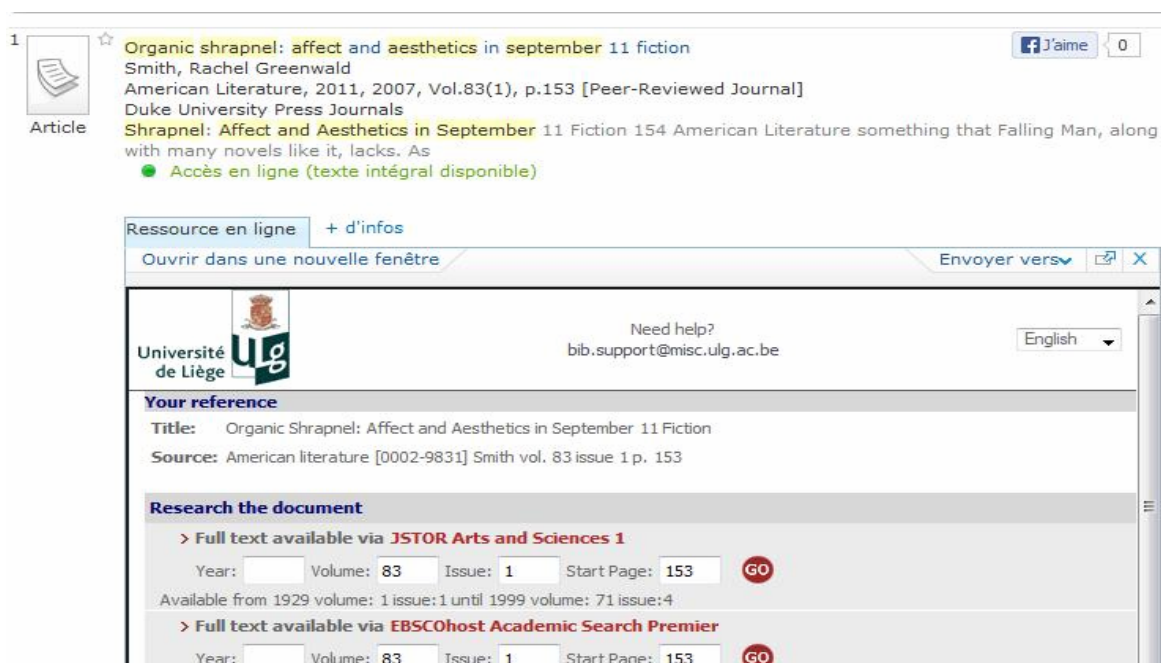 1
Organic shrapnel: affect and aesthetics in september 11 fiction
J'aime 0
Smith, Rachel Greenwald
American Literature, 2011, 2007, Vol.83(1), p.153 [Peer-Reviewed Journal]
Duke University Press Journals
Article
Shrapnel: Affect and Aesthetics in September 11 Fiction 154 American Literature something that Falling Man, along
with many novels like it, lacks. As
Accès en ligne (texte intégral disponible)
Ressource en ligne + d'infos
Ouvrir dans une nouvelle fenêtre Envoyer vers X
Université
de Liège
ulg
Need help?
bib.support@misc.ulg.ac.be
English
Your reference
Title: Organic Shrapnel: Affect and Aesthetics in September 11 Fiction
Source: American literature [0002-9831] Smith vol. 83 issue 1 p. 153
Research the document
> Full text available via JSTOR Arts and Sciences 1
Year: Volume: 83 Issue: 1 Start Page: 153 GO
Available from 1929 volume: 1 issue:1 until 1999 volume: 71 issue:4
> Full text available via EBSCOhost Academic Search Premier
Year: Volume: 83 Issue: 1 Start Page: 153 GO